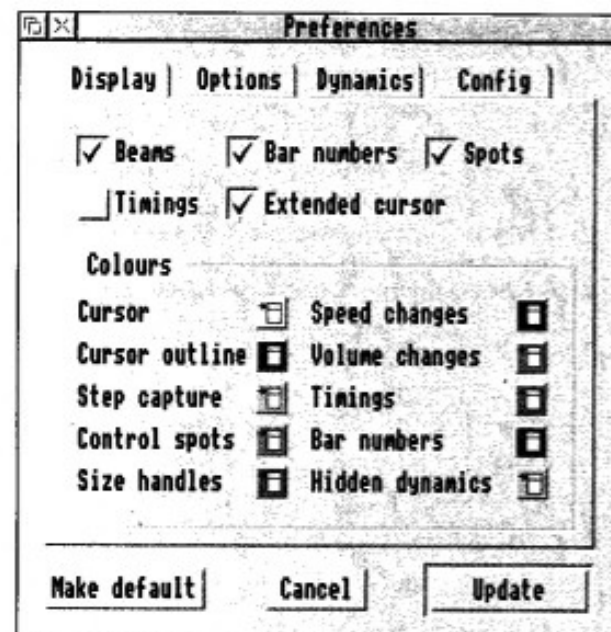 Preferences
Display Options Dynamics Config
Beams Bar numbers Spots
Timings Extended cursor
Colours
Cursor Speed changes
Cursor outline Volume changes
Step capture Timings
Control spots Bar numbers
Size handles Hidden dynamics
Make default Cancel Update